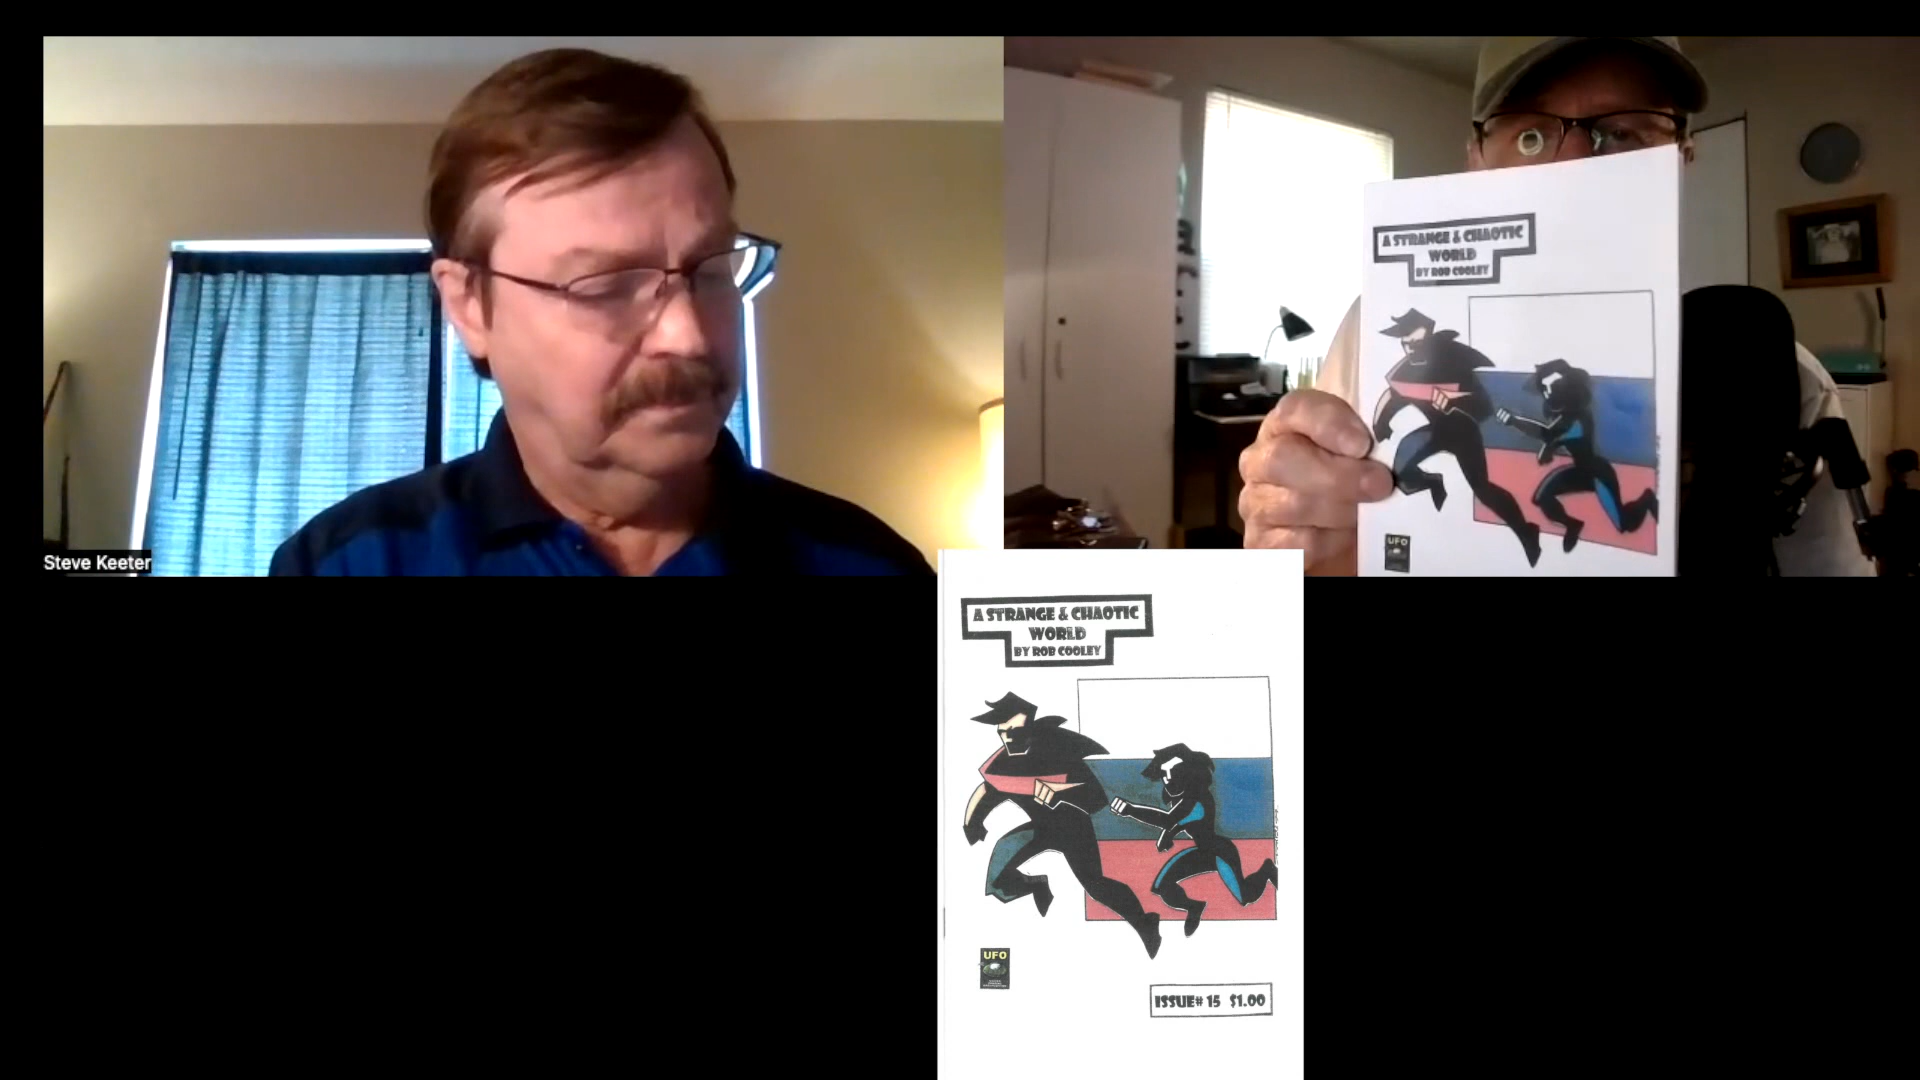 Steve Keeter
A STRANGE & CHAOTIC
WORLD
BY ROB COOLEY
UFO
A STRANGE & CHAOTIC
WORLD
BY ROB COOLEY
UFO
ISSUE# 15 $1.00